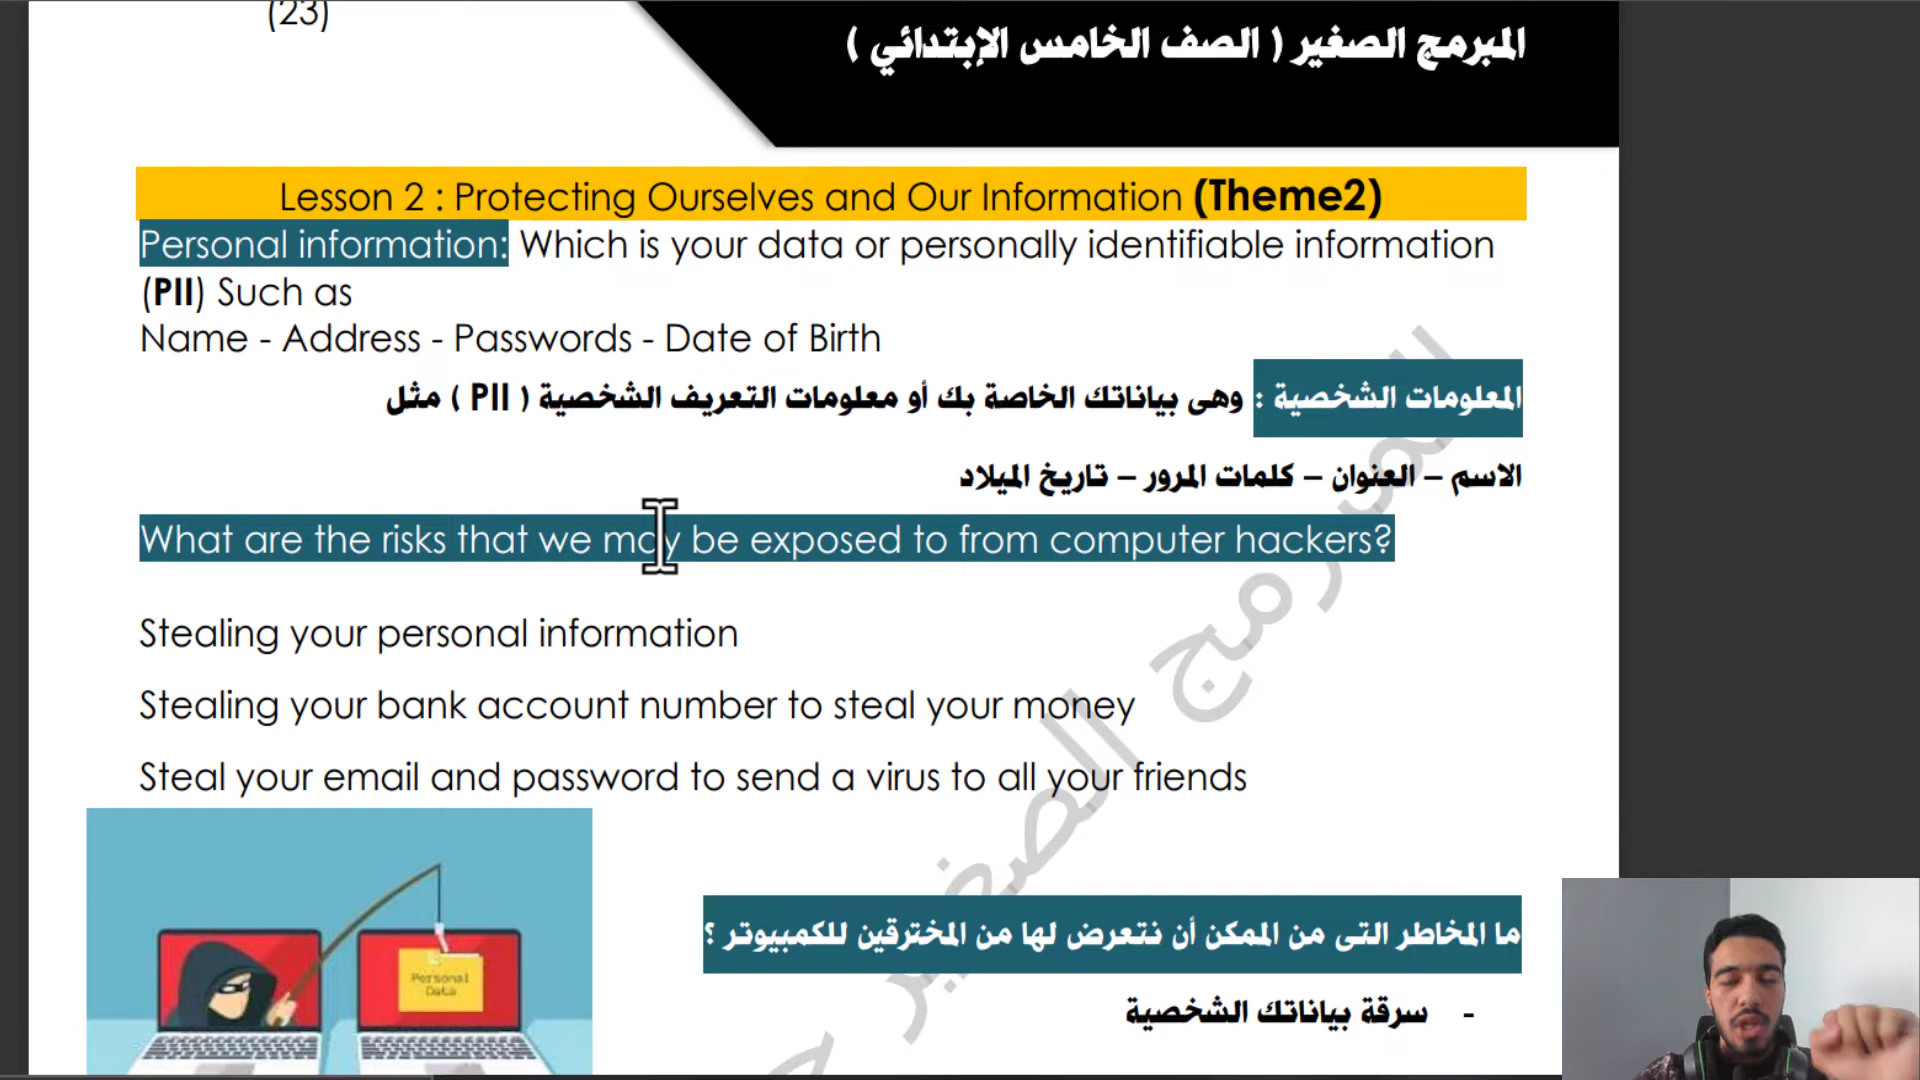 (23)
المبرمج الصغير ( الصف الخامس الإبتدائي )
Lesson 2 : Protecting Ourselves and Our Information (Theme2)
Personal information: Which is your data or personally identifiable information
(PII) Such as
Name - Address - Passwords - Date of Birth
المعلومات الشخصية : وهى بياناتك الخاصة بك أو معلومات التعريف الشخصية ( PII ) مثل
الاسم – العنوان – كلمات المرور – تاريخ الميلاد
What are the risks that we may be exposed to from computer hackers?
Stealing your personal information
Stealing your bank account number to steal your money
Steal your email and password to send a virus to all your friends
Personal
Data
ما المخاطر التى من الممكن أن نتعرض لها من المخترقين للكمبيوتر ؟
- سرقة بياناتك الشخصية
المبرمج الصغير